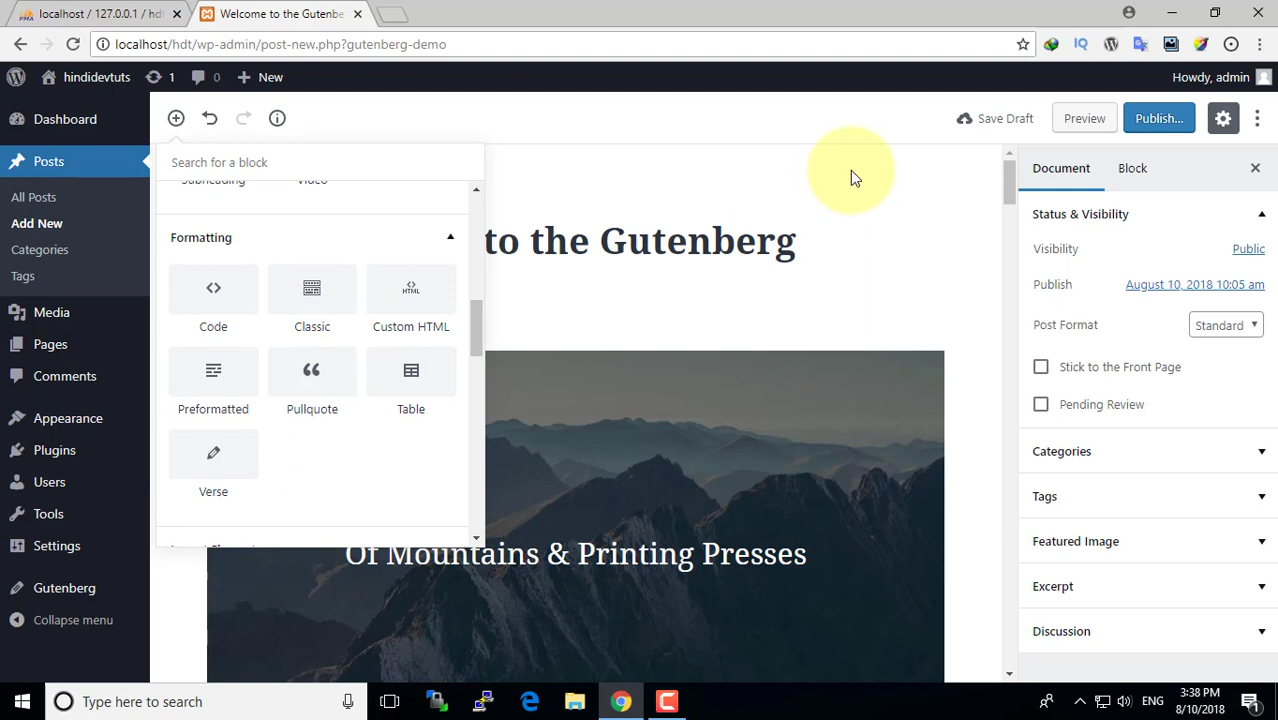 localhost / 127.0.0.1 / hdt
Welcome to the Gutenbe
localhost/hdt/wp-admin/post-new.php?gutenberg-demo
hindidevtuts
1
0
New
Howdy, admin
Dashboard
Posts
All Posts
Add New
Categories
Tags
Media
Pages
Comments
Appearance
Plugins
Users
Tools
Settings
Gutenberg
Collapse menu
Save Draft
Preview
Publish...
Search for a block
Subheading
Video
Formatting
Code
Classic
HTML
Custom HTML
Preformatted
Pullquote
Table
Verse
to the Gutenberg
Of Mountains & Printing Presses
Document
Block
Status & Visibility
Visibility
Public
Publish
August 10, 2018 10:05 am
Post Format
Standard
Stick to the Front Page
Pending Review
Categories
Tags
Featured Image
Excerpt
Discussion
Type here to search
ENG
3:38 PM
8/10/2018
1